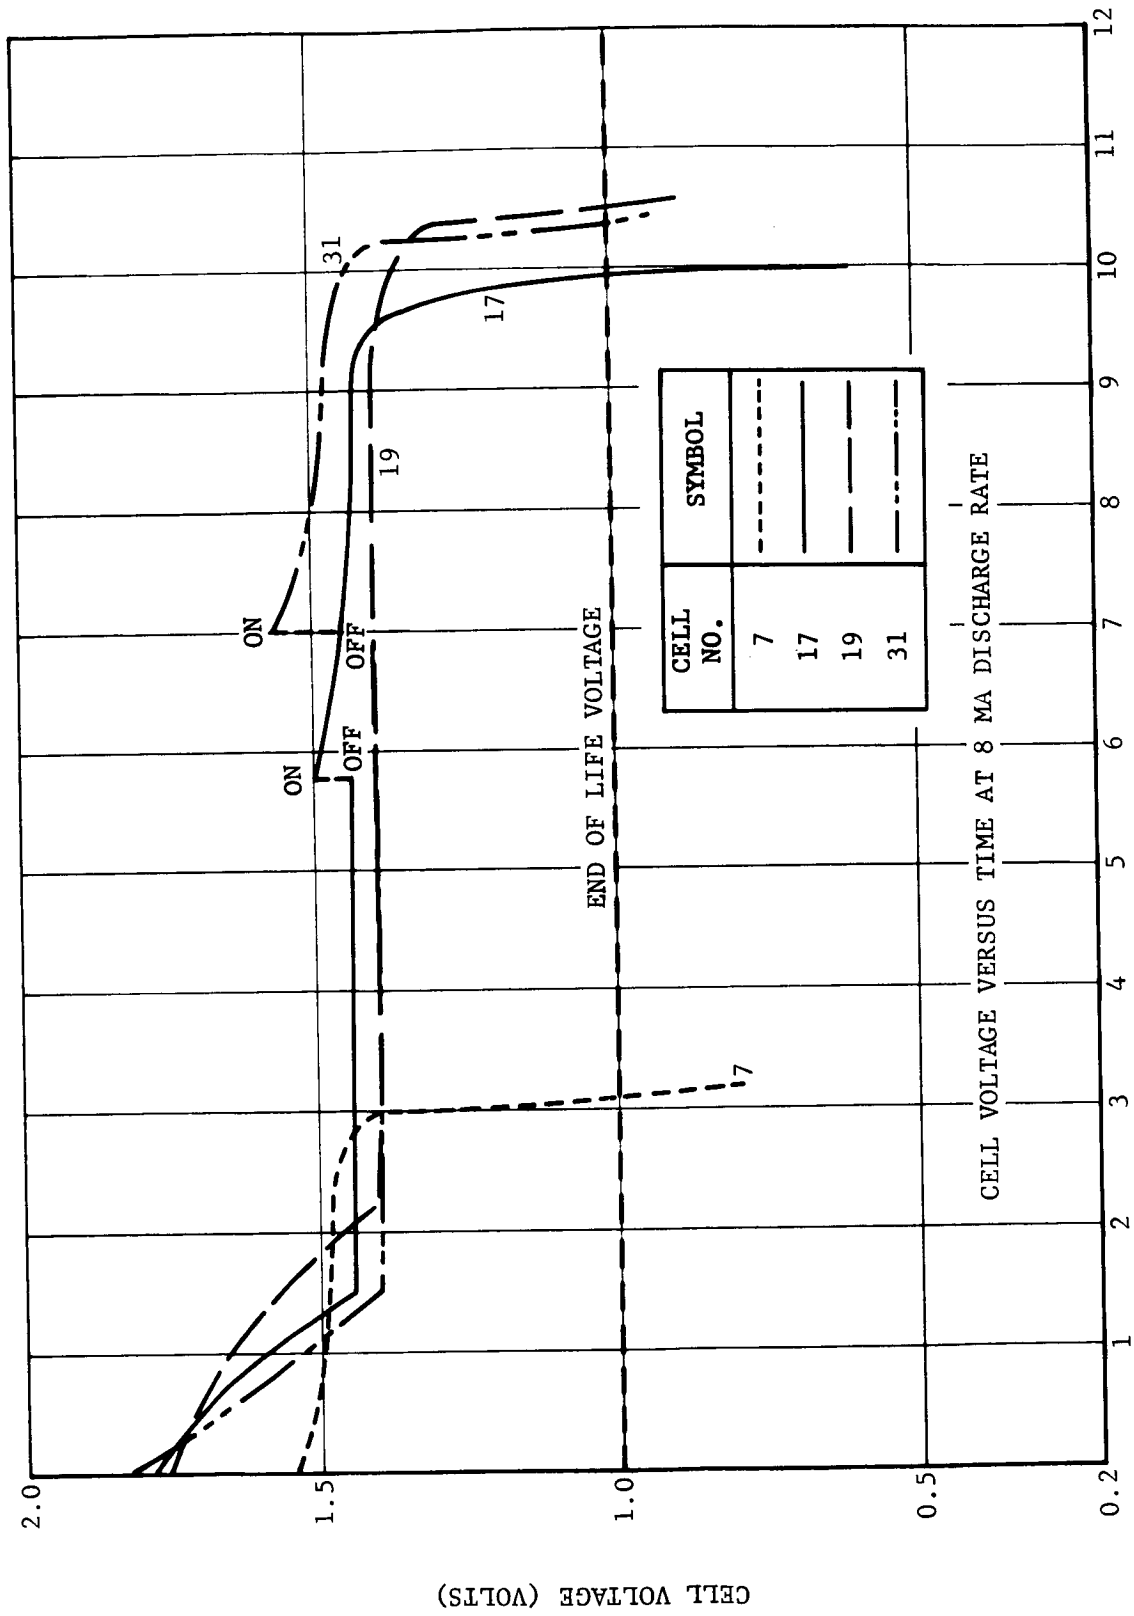 CELL VOLTAGE (VOLTS)
2.0
1.5
1.0
0.5
0.2
ON
OFF
ON
OFF
31
17
19
7
END OF LIFE VOLTAGE
CELL NO.	SYMBOL
7
17
19
31
CELL VOLTAGE VERSUS TIME AT 8 MA DISCHARGE RATE
1 2 3 4 5 6 7 8 9 10 11 12